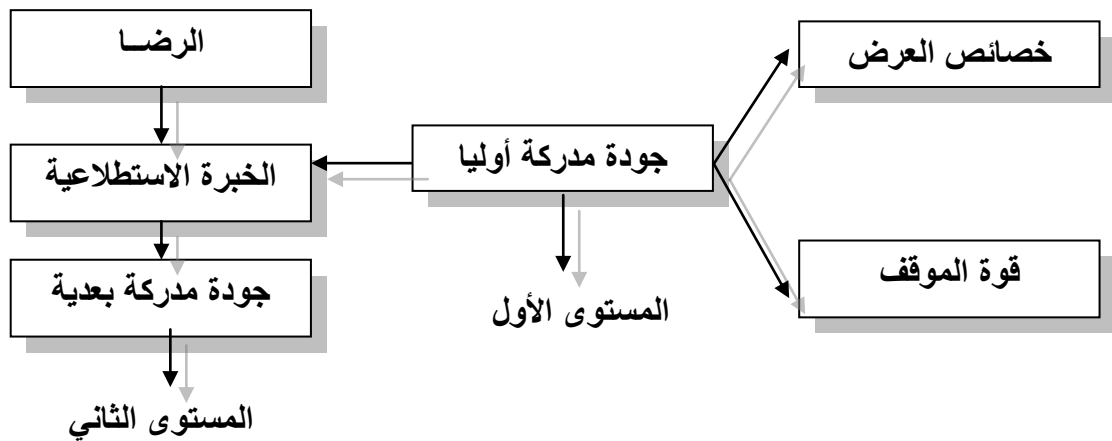 خصائص العرض
الرضــا
جودة مدركة أوليا
الخبرة الاستطلاعية
قوة الموقف
جودة مدركة بعدية
المستوى الأول
المستوى الثاني